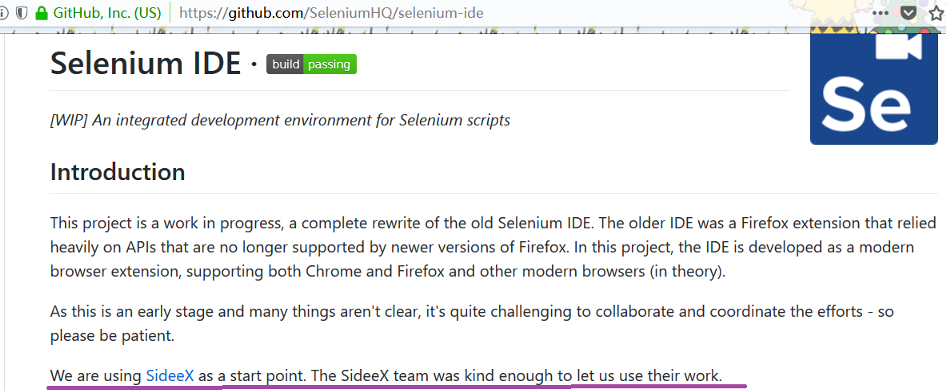 GitHub, Inc. (US) https://github.com/SeleniumHQ/selenium-ide
Selenium IDE · build passing
Se
[WIP] An integrated development environment for Selenium scripts
Introduction
This project is a work in progress, a complete rewrite of the old Selenium IDE. The older IDE was a Firefox extension that relied
heavily on APIs that are no longer supported by newer versions of Firefox. In this project, the IDE is developed as a modern
browser extension, supporting both Chrome and Firefox and other modern browsers (in theory).
As this is an early stage and many things aren't clear, it's quite challenging to collaborate and coordinate the efforts - so
please be patient.
We are using SideeX as a start point. The SideeX team was kind enough to let us use their work.